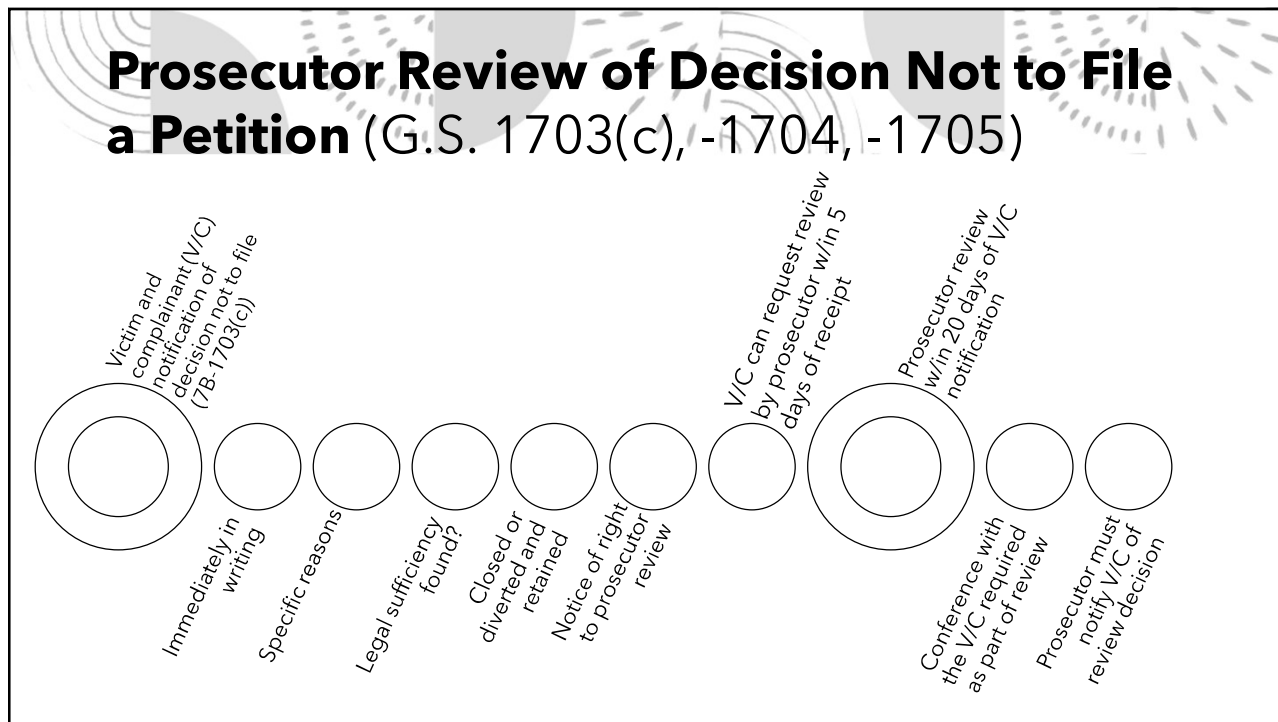 Prosecutor Review of Decision Not to File
a Petition (G.S. 1703(c), -1704, -1705)
Victim and
complainant (V/C)
notification of
decision not to file
(7B-1703(c))
Immediately in
writing
Specific reasons
Legal sufficiency
found?
Closed or
diverted and
retained
Notice of right
to prosecutor
review
V/C can request review
by prosecutor w/in 5
days of receipt
Prosecutor review
w/in 20 days of V/C
notification
Conference with
the V/C required
as part of review
Prosecutor must
notify V/C of
review decision